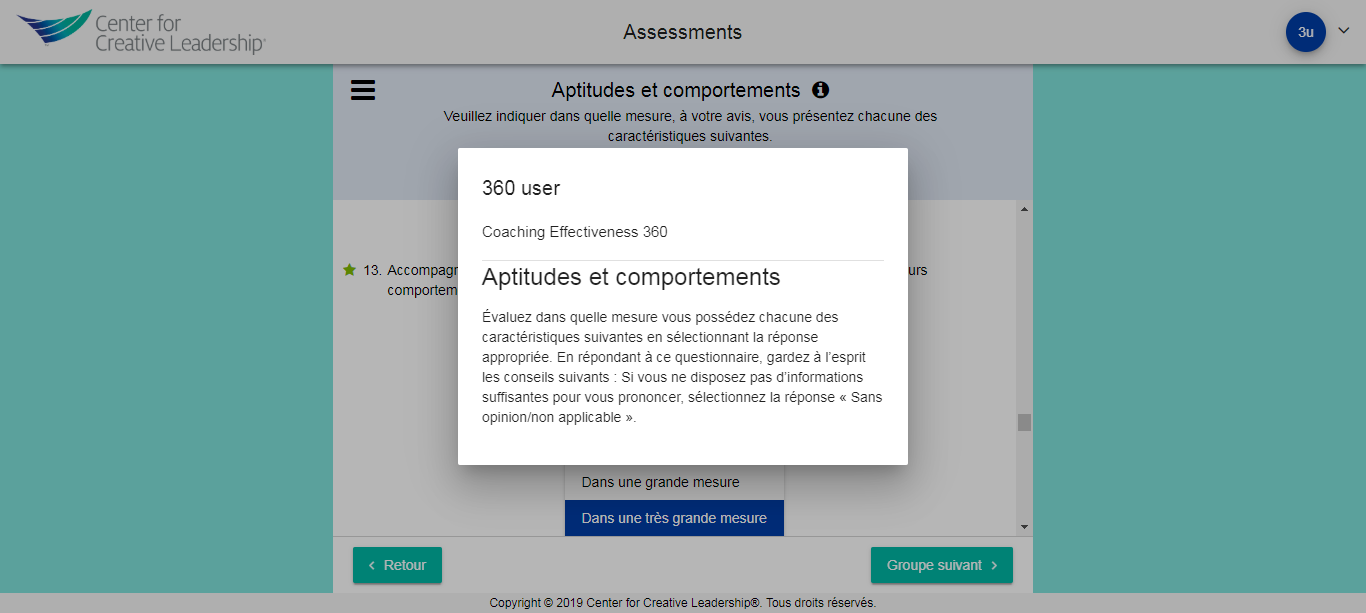 Center for
Creative Leadership®
Assessments
3u
Aptitudes et comportements
Veuillez indiquer dans quelle mesure, à votre avis, vous présentez chacune des
caractéristiques suivantes.
360 user
Coaching Effectiveness 360
Aptitudes et comportements
Évaluez dans quelle mesure vous possédez chacune des
caractéristiques suivantes en sélectionnant la réponse
appropriée. En répondant à ce questionnaire, gardez à l’esprit
les conseils suivants : Si vous ne disposez pas d’informations
suffisantes pour vous prononcer, sélectionnez la réponse « Sans
opinion/non applicable ».
13. Accompagn urs
comportem
Dans une grande mesure
Dans une très grande mesure
‹ Retour
Groupe suivant ›
Copyright © 2019 Center for Creative Leadership®. Tous droits réservés.